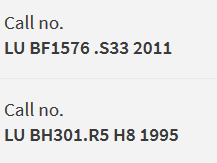 Call no.
LU BF1576 .S33 2011
Call no.
LU BH301.R5 H8 1995